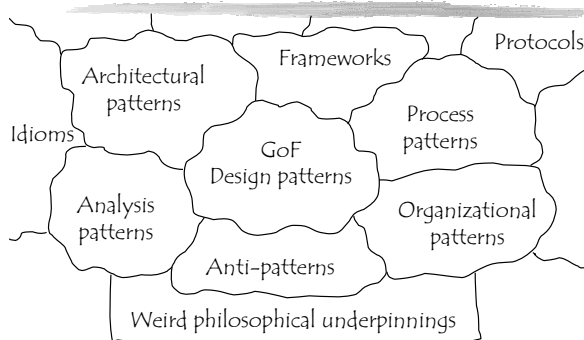 Protocols
Frameworks
Architectural
patterns
Process
patterns
Idioms
GoF
Design patterns
Analysis
patterns
Organizational
patterns
Anti-patterns
Weird philosophical underpinnings